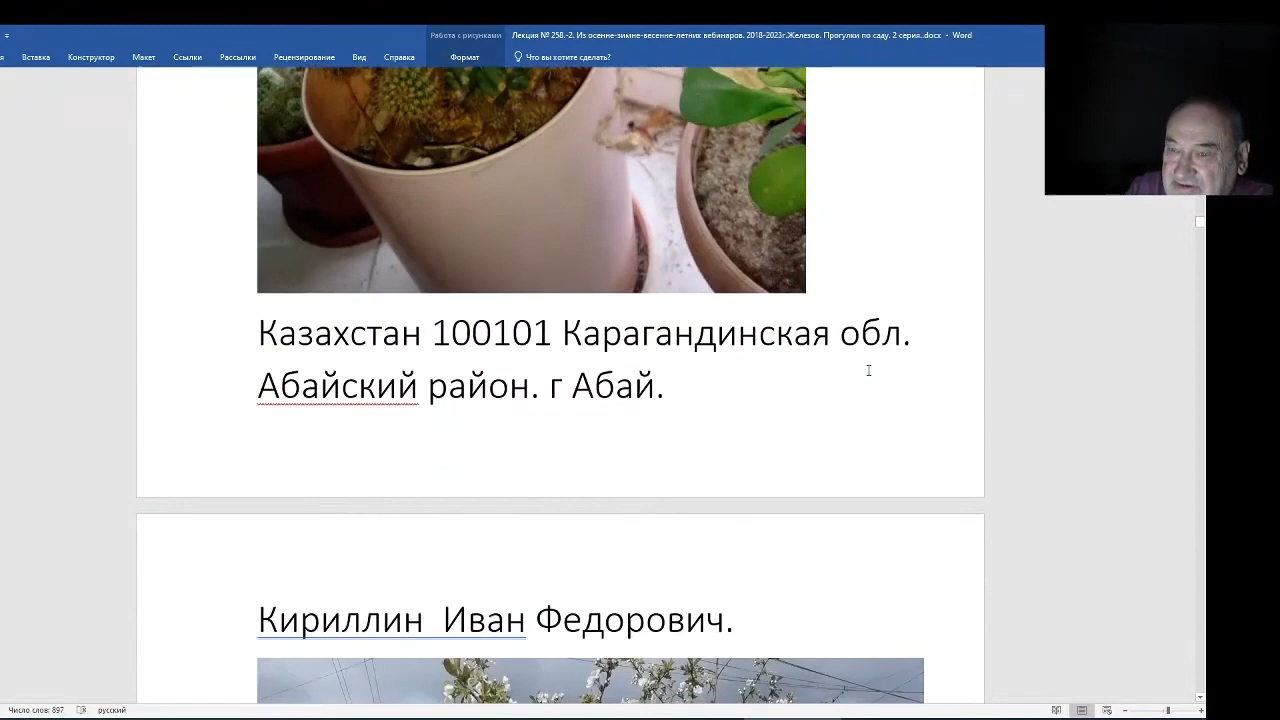 Работа с рисунками
Лекция № 258.-2. Из осенне-зимне-весенне-летних вебинаров. 2018-2023г.Железов. Прогулки по саду. 2 серия..docx - Word
я Вставка Конструктор Макет Ссылки Рассылки Рецензирование Вид Справка Формат Что вы хотите сделать?
Казахстан 100101 Карагандинская обл.
Абайский район. г Абай.
Кириллин Иван Федорович.
Число слов: 897 русский